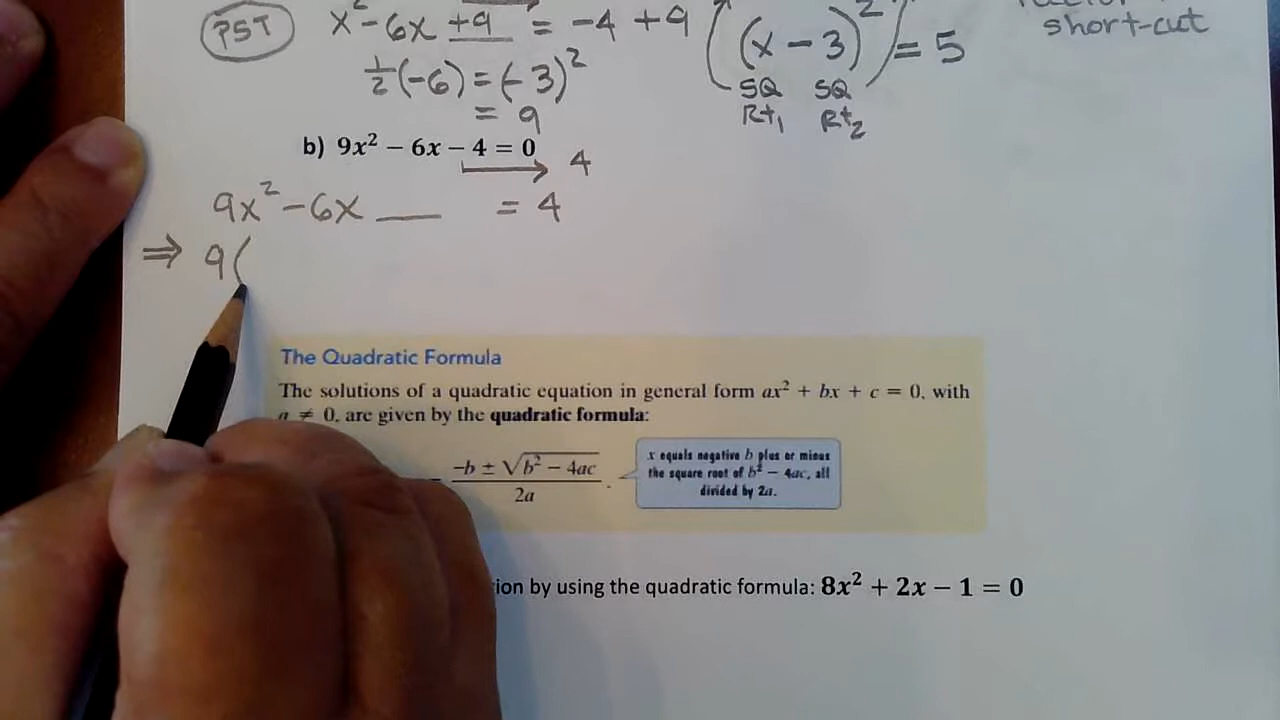 PST x² - 6x +9 = -4 +9 (x - 3)² = 5
short-cut
½(-6) = (-3)²
SQ SQ
= 9
Rt₁ Rt₂
b) 9x² − 6x − 4 = 0
4
9x² - 6x ___ = 4
⇒ 9(
The Quadratic Formula
The solutions of a quadratic equation in general form ax² + bx + c = 0, with
a ≠ 0, are given by the quadratic formula:
−b ± √b² − 4ac
2a
.
x equals negative b plus or minus
the square root of b² − 4ac, all
divided by 2a.
by using the quadratic formula: 8x² + 2x − 1 = 0